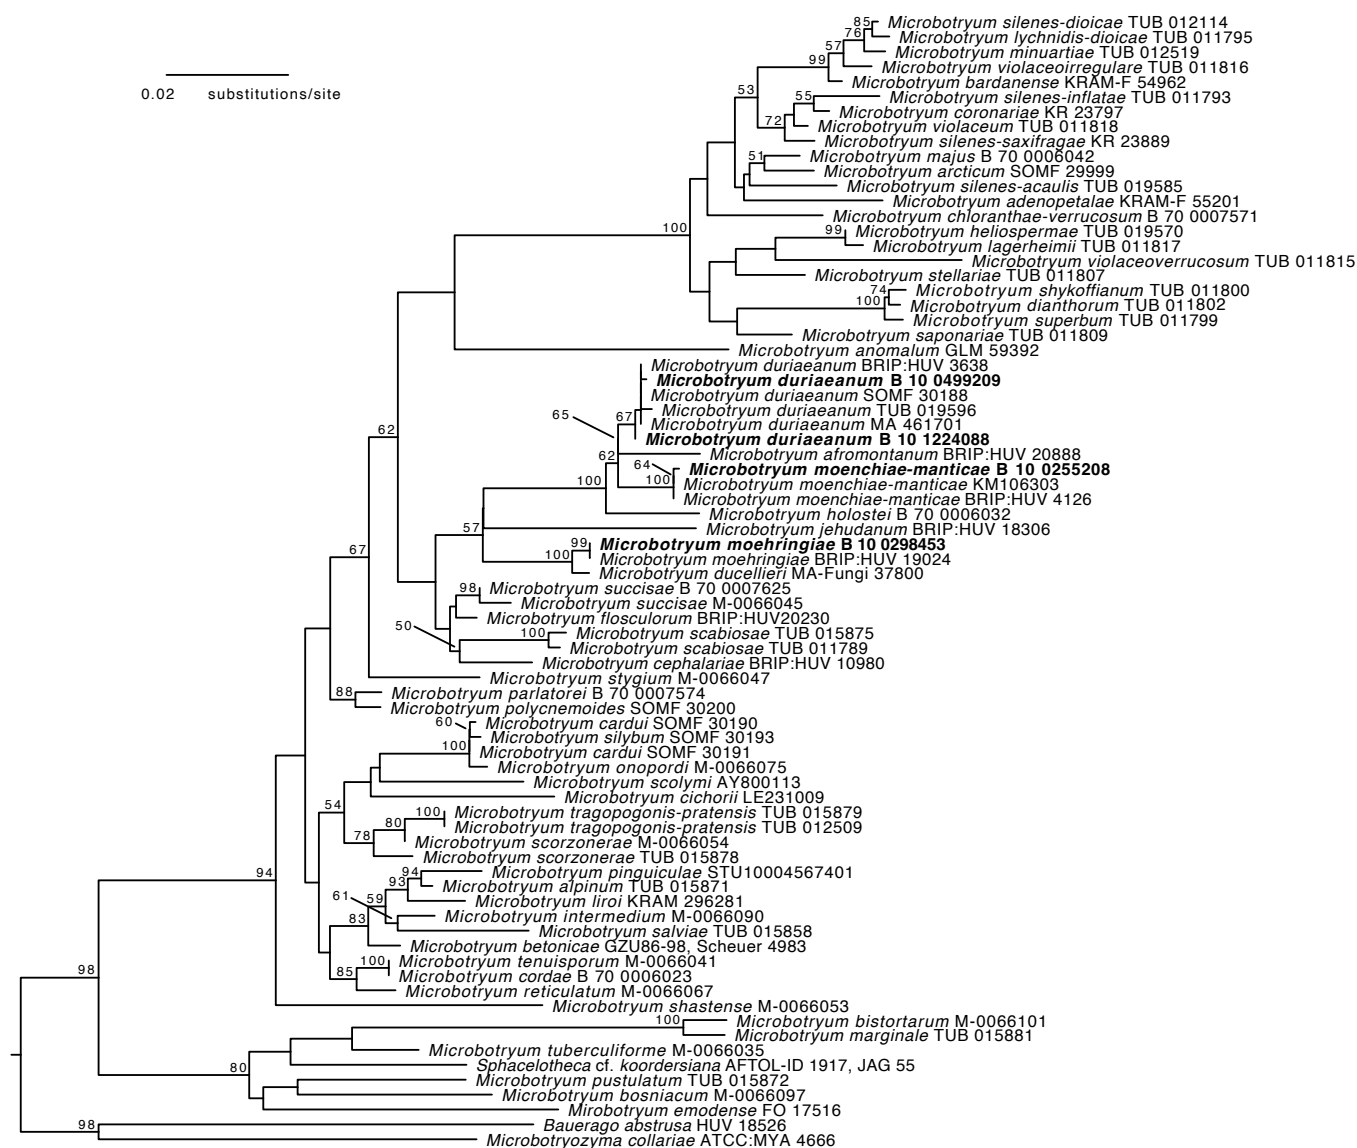 85 Microbotryum silenes-dioicae TUB 012114
76 Microbotryum lychnidis-dioicae TUB 011795
57 Microbotryum minuartiae TUB 012519
99 Microbotryum violaceoirregulare TUB 011816
Microbotryum bardanense KRAM-F 54962
0.02 substitutions/site
53 55 Microbotryum silenes-inflatae TUB 011793
Microbotryum coronariae KR 23797
72 Microbotryum violaceum TUB 011818
Microbotryum silenes-saxifragae KR 23889
51 Microbotryum majus B 70 0006042
Microbotryum arcticum SOMF 29999
Microbotryum silenes-acaulis TUB 019585
Microbotryum adenopetalae KRAM-F 55201
Microbotryum chloranthae-verrucosum B 70 0007571
100 99 Microbotryum heliospermae TUB 019570
Microbotryum lagerheimii TUB 011817
Microbotryum violaceoverrucosum TUB 011815
Microbotryum stellariae TUB 011807
74 Microbotryum shykoffianum TUB 011800
100 Microbotryum dianthorum TUB 011802
Microbotryum superbum TUB 011799
Microbotryum saponariae TUB 011809
Microbotryum anomalum GLM 59392
Microbotryum duriaeanum BRIP:HUV 3638
Microbotryum duriaeanum B 10 0499209
Microbotryum duriaeanum SOMF 30188
Microbotryum duriaeanum TUB 019596
65 67 Microbotryum duriaeanum MA 461701
62 Microbotryum duriaeanum B 10 1224088
62 Microbotryum afromontanum BRIP:HUV 20888
64 Microbotryum moenchiae-manticae B 10 0255208
100 100 Microbotryum moenchiae-manticae KM106303
Microbotryum moenchiae-manticae BRIP:HUV 4126
Microbotryum holostei B 70 0006032
57 Microbotryum jehudanum BRIP:HUV 18306
99 Microbotryum moehringiae B 10 0298453
67 100 Microbotryum moehringiae BRIP:HUV 19024
Microbotryum ducellieri MA-Fungi 37800
98 Microbotryum succisae B 70 0007625
Microbotryum succisae M-0066045
Microbotryum flosculorum BRIP:HUV20230
50 100 Microbotryum scabiosae TUB 015875
Microbotryum scabiosae TUB 011789
Microbotryum cephalariae BRIP:HUV 10980
Microbotryum stygium M-0066047
88 Microbotryum parlatorei B 70 0007574
Microbotryum polycnemoides SOMF 30200
60 Microbotryum cardui SOMF 30190
Microbotryum silybum SOMF 30193
100 Microbotryum cardui SOMF 30191
Microbotryum onopordi M-0066075
Microbotryum scolymi AY800113
Microbotryum cichorii LE231009
54 100 Microbotryum tragopogonis-pratensis TUB 015879
80 Microbotryum tragopogonis-pratensis TUB 012509
78 Microbotryum scorzonerae M-0066054
Microbotryum scorzonerae TUB 015878
94 94 Microbotryum pinguiculae STU10004567401
93 Microbotryum alpinum TUB 015871
61 59 Microbotryum liroi KRAM 296281
83 Microbotryum intermedium M-0066090
Microbotryum salviae TUB 015858
Microbotryum betonicae GZU86-98, Scheuer 4983
100 Microbotryum tenuisporum M-0066041
98 85 Microbotryum cordae B 70 0006023
Microbotryum reticulatum M-0066067
Microbotryum shastense M-0066053
100 Microbotryum bistortarum M-0066101
Microbotryum marginale TUB 015881
Microbotryum tuberculiforme M-0066035
80 Sphacelotheca cf. koordersiana AFTOL-ID 1917, JAG 55
Microbotryum pustulatum TUB 015872
Microbotryum bosniacum M-0066097
Mirobotryum emodense FO 17516
98 Bauerago abstrusa HUV 18526
Microbotryozyma collariae ATCC:MYA 4666